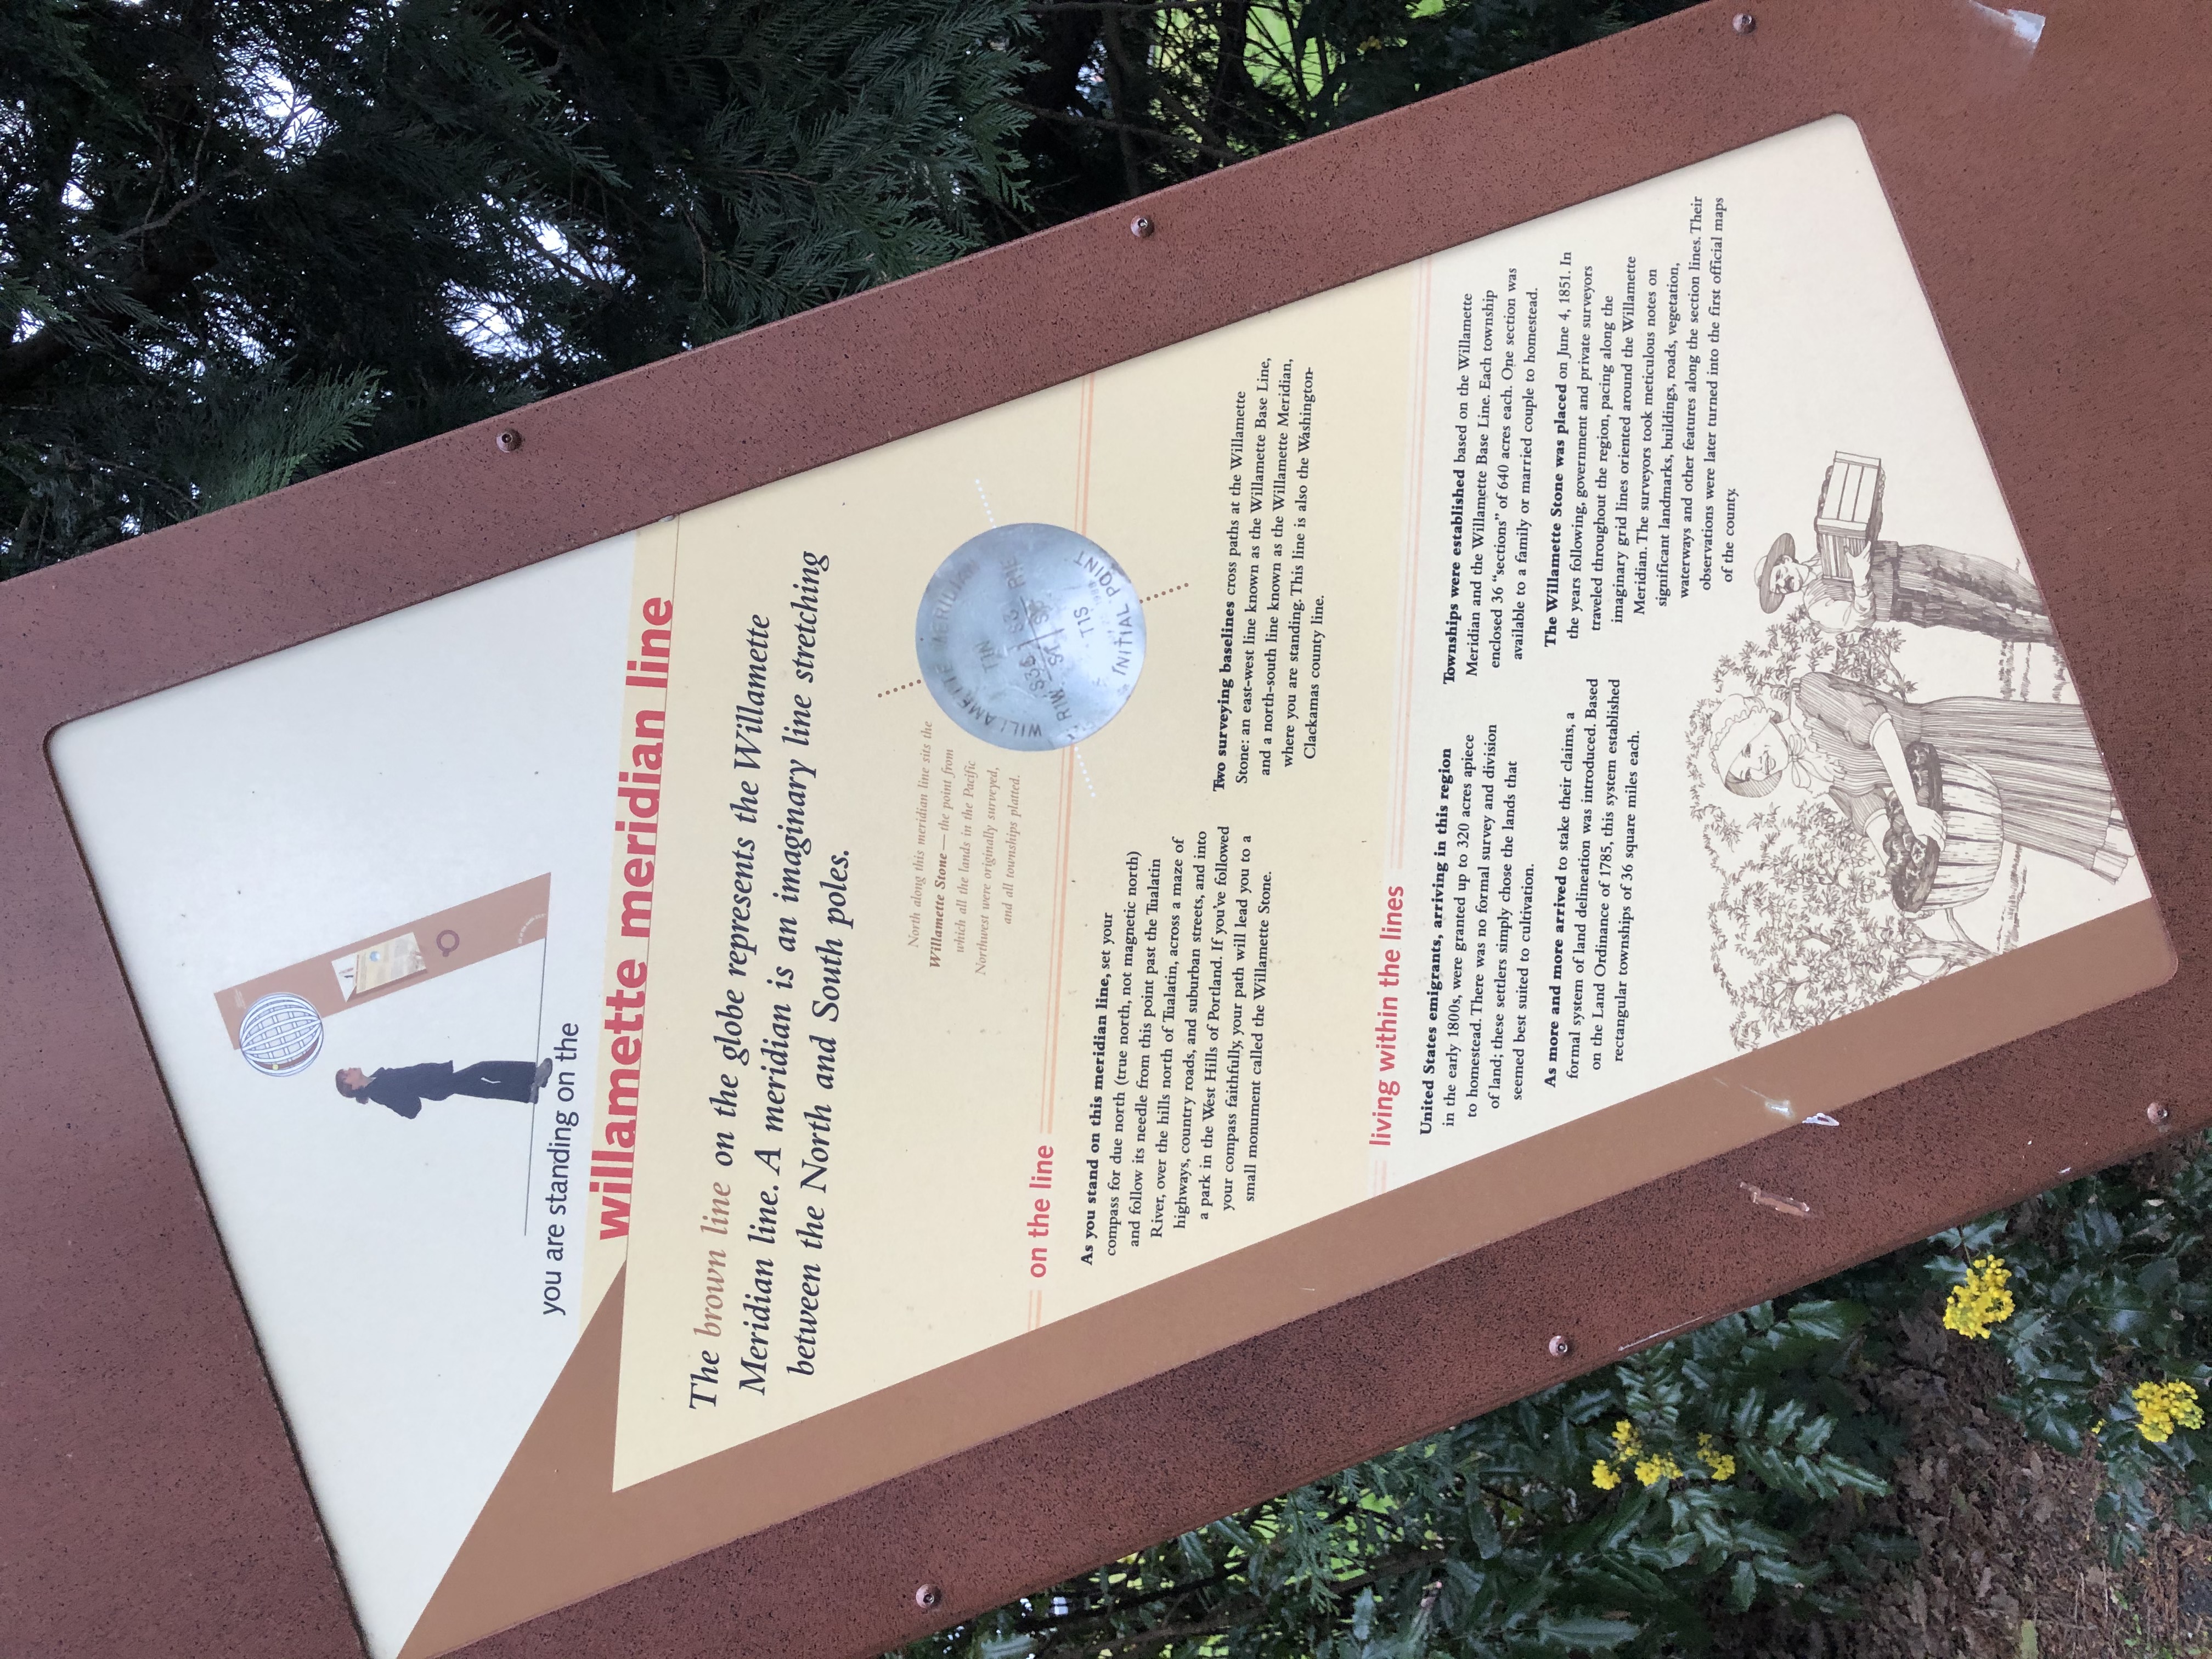 you are standing on the
willamette meridian line
The brown line on the globe represents the Willamette
Meridian line. A meridian is an imaginary line stretching
between the North and South poles.
North along this meridian line sits the
Willamette Stone — the point from
which all the lands in the Pacific
Northwest were originally surveyed,
and all townships platted.
WILLAMETTE MERIDIAN
T1N
S36 S31
S1 S6
R1W R1E
T1S
INITIAL POINT
on the line
As you stand on this meridian line, set your
compass for due north (true north, not magnetic north)
and follow its needle from this point past the Tualatin
River, over the hills north of Tualatin, across a maze of
highways, country roads, and suburban streets, and into
a park in the West Hills of Portland. If you've followed
your compass faithfully, your path will lead you to a
small monument called the Willamette Stone.
Two surveying baselines cross paths at the Willamette
Stone: an east-west line known as the Willamette Base Line,
and a north-south line known as the Willamette Meridian,
where you are standing. This line is also the Washington-
Clackamas county line.
living within the lines
United States emigrants, arriving in this region
in the early 1800s, were granted up to 320 acres apiece
to homestead. There was no formal survey and division
of land; these settlers simply chose the lands that
seemed best suited to cultivation.
As more and more arrived to stake their claims, a
formal system of land delineation was introduced. Based
on the Land Ordinance of 1785, this system established
rectangular townships of 36 square miles each.
Townships were established based on the Willamette
Meridian and the Willamette Base Line. Each township
enclosed 36 “sections” of 640 acres each. One section was
available to a family or married couple to homestead.
The Willamette Stone was placed on June 4, 1851. In
the years following, government and private surveyors
traveled throughout the region, pacing along the
imaginary grid lines oriented around the Willamette
Meridian. The surveyors took meticulous notes on
significant landmarks, buildings, roads, vegetation,
waterways and other features along the section lines. Their
observations were later turned into the first official maps
of the county.